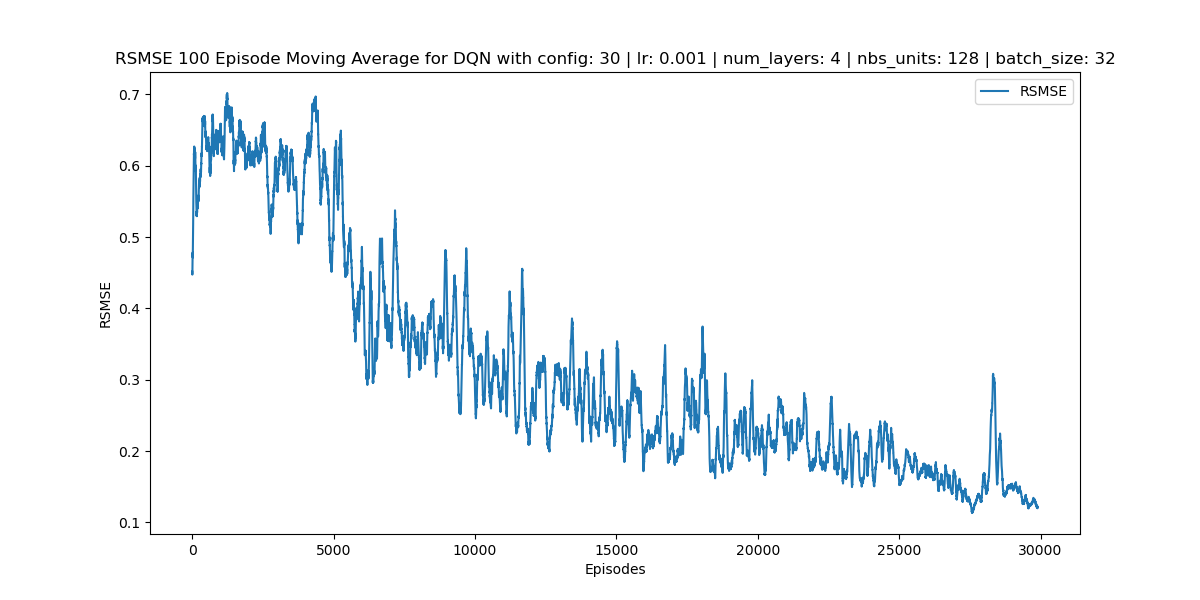 RSMSE 100 Episode Moving Average for DQN with config: 30 | lr: 0.001 | num_layers: 4 | nbs_units: 128 | batch_size: 32
RSMSE
0.7
0.6
0.5
0.4
0.3
0.2
0.1
RSMSE
0 5000 10000 15000 20000 25000 30000
Episodes